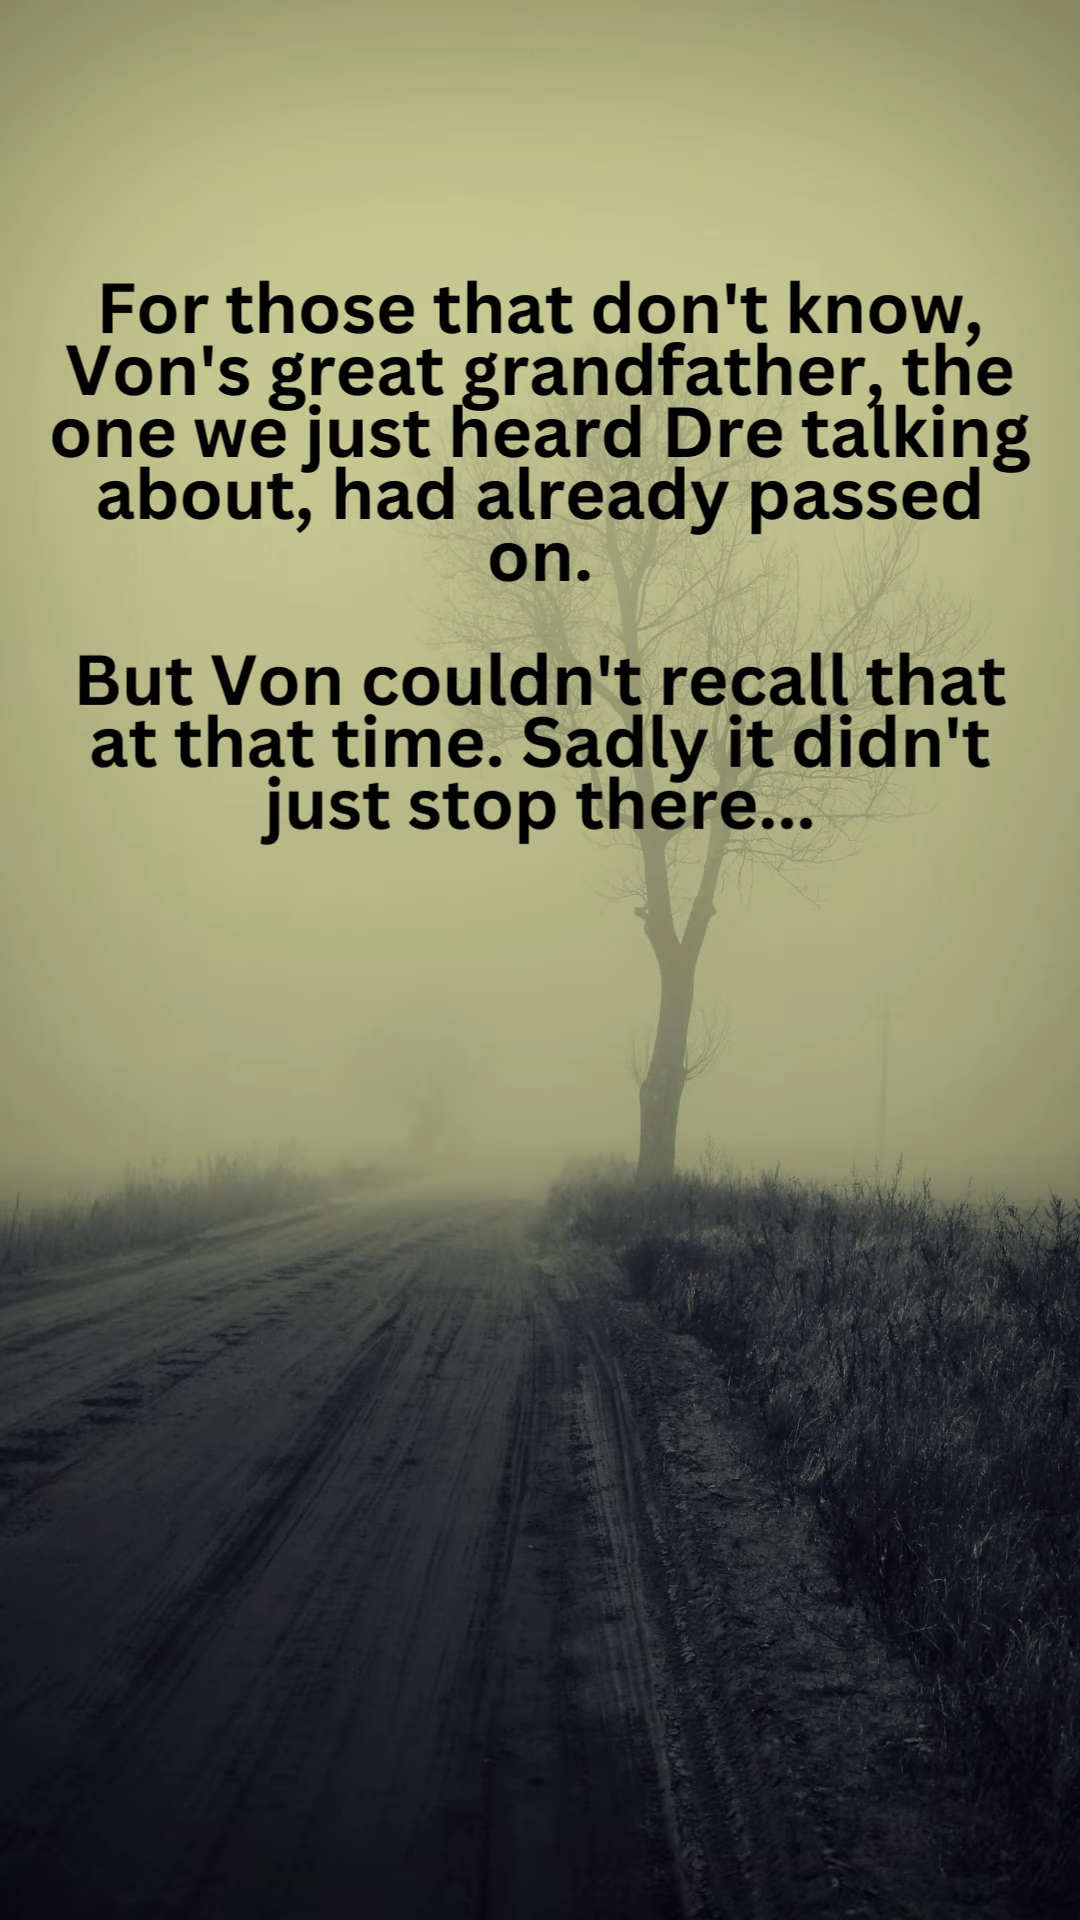 For those that don't know,
Von's great grandfather, the
one we just heard Dre talking
about, had already passed
on.
But Von couldn't recall that
at that time. Sadly it didn't
just stop there...